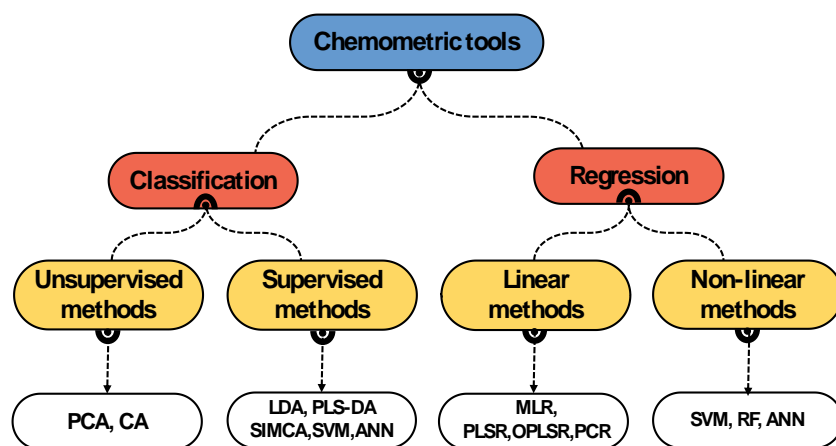 Chemometric tools
Classification
Regression
Unsupervised
methods
Supervised
methods
Linear
methods
Non-linear
methods
PCA, CA
LDA, PLS-DA
SIMCA,SVM,ANN
MLR,
PLSR,OPLSR,PCR
SVM, RF, ANN